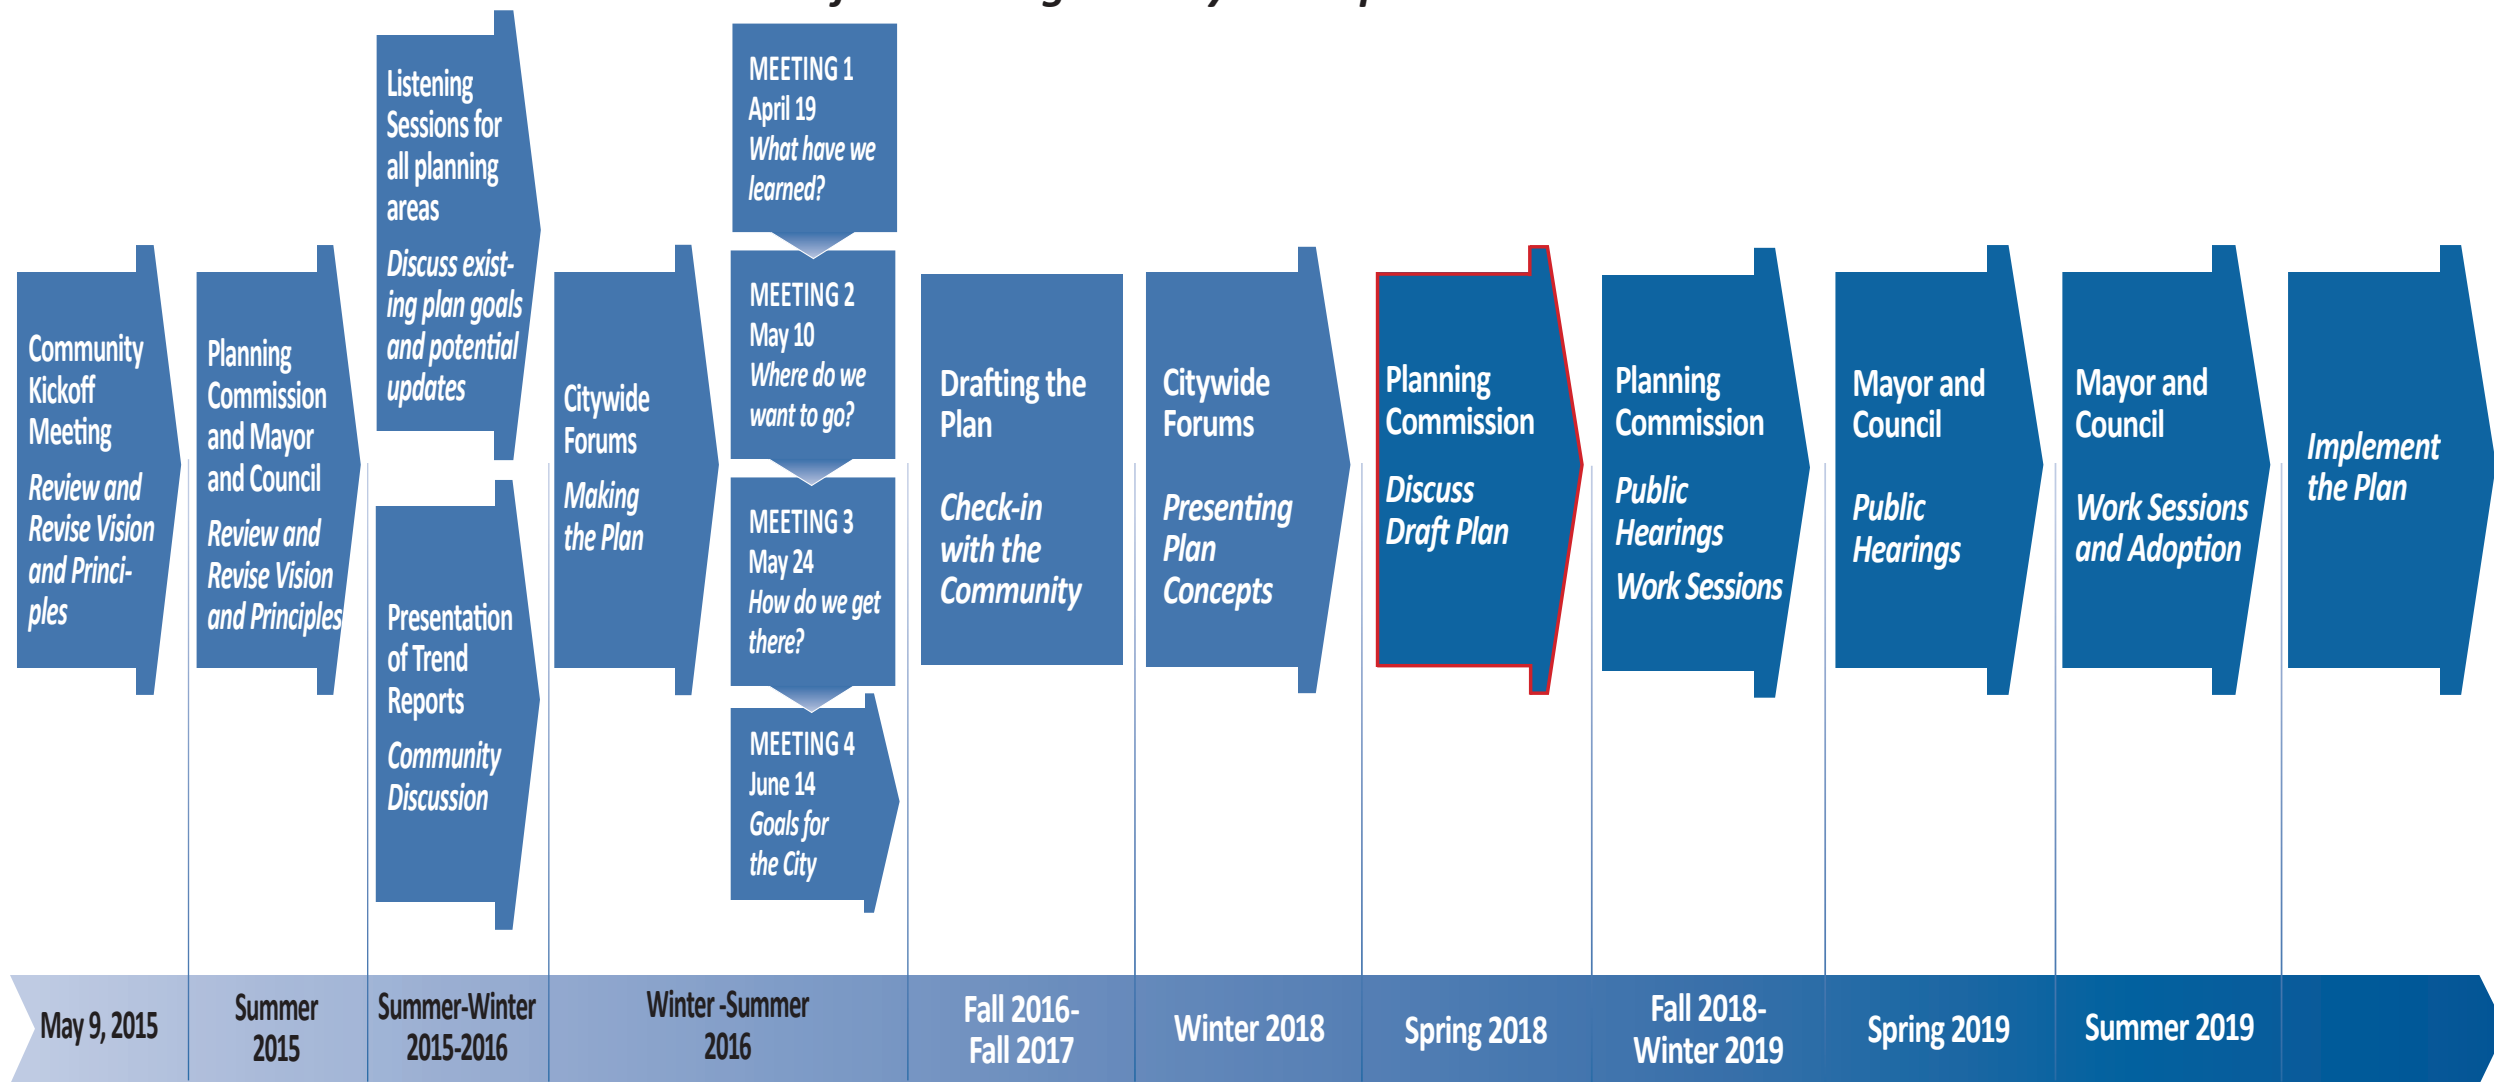 Community
Kickoff
Meeting
Review and
Revise Vision
and Princi-
ples
Planning
Commission
and Mayor
and Council
Review and
Revise Vision
and Principles
Listening
Sessions for
all planning
areas
Discuss exist-
ing plan goals
and potential
updates
Presentation
of Trend
Reports
Community
Discussion
Citywide
Forums
Making
the Plan
MEETING 1
April 19
What have we
learned?
MEETING 2
May 10
Where do we
want to go?
MEETING 3
May 24
How do we get
there?
MEETING 4
June 14
Goals for
the City
Drafting the
Plan
Check-in
with the
Community
Citywide
Forums
Presenting
Plan
Concepts
Planning
Commission
Discuss
Draft Plan
Planning
Commission
Public
Hearings
Work Sessions
Mayor and
Council
Public
Hearings
Mayor and
Council
Work Sessions
and Adoption
Implement
the Plan
May 9, 2015
Summer
2015
Summer-Winter
2015-2016
Winter -Summer
2016
Fall 2016-
Fall 2017
Winter 2018
Spring 2018
Fall 2018-
Winter 2019
Spring 2019
Summer 2019